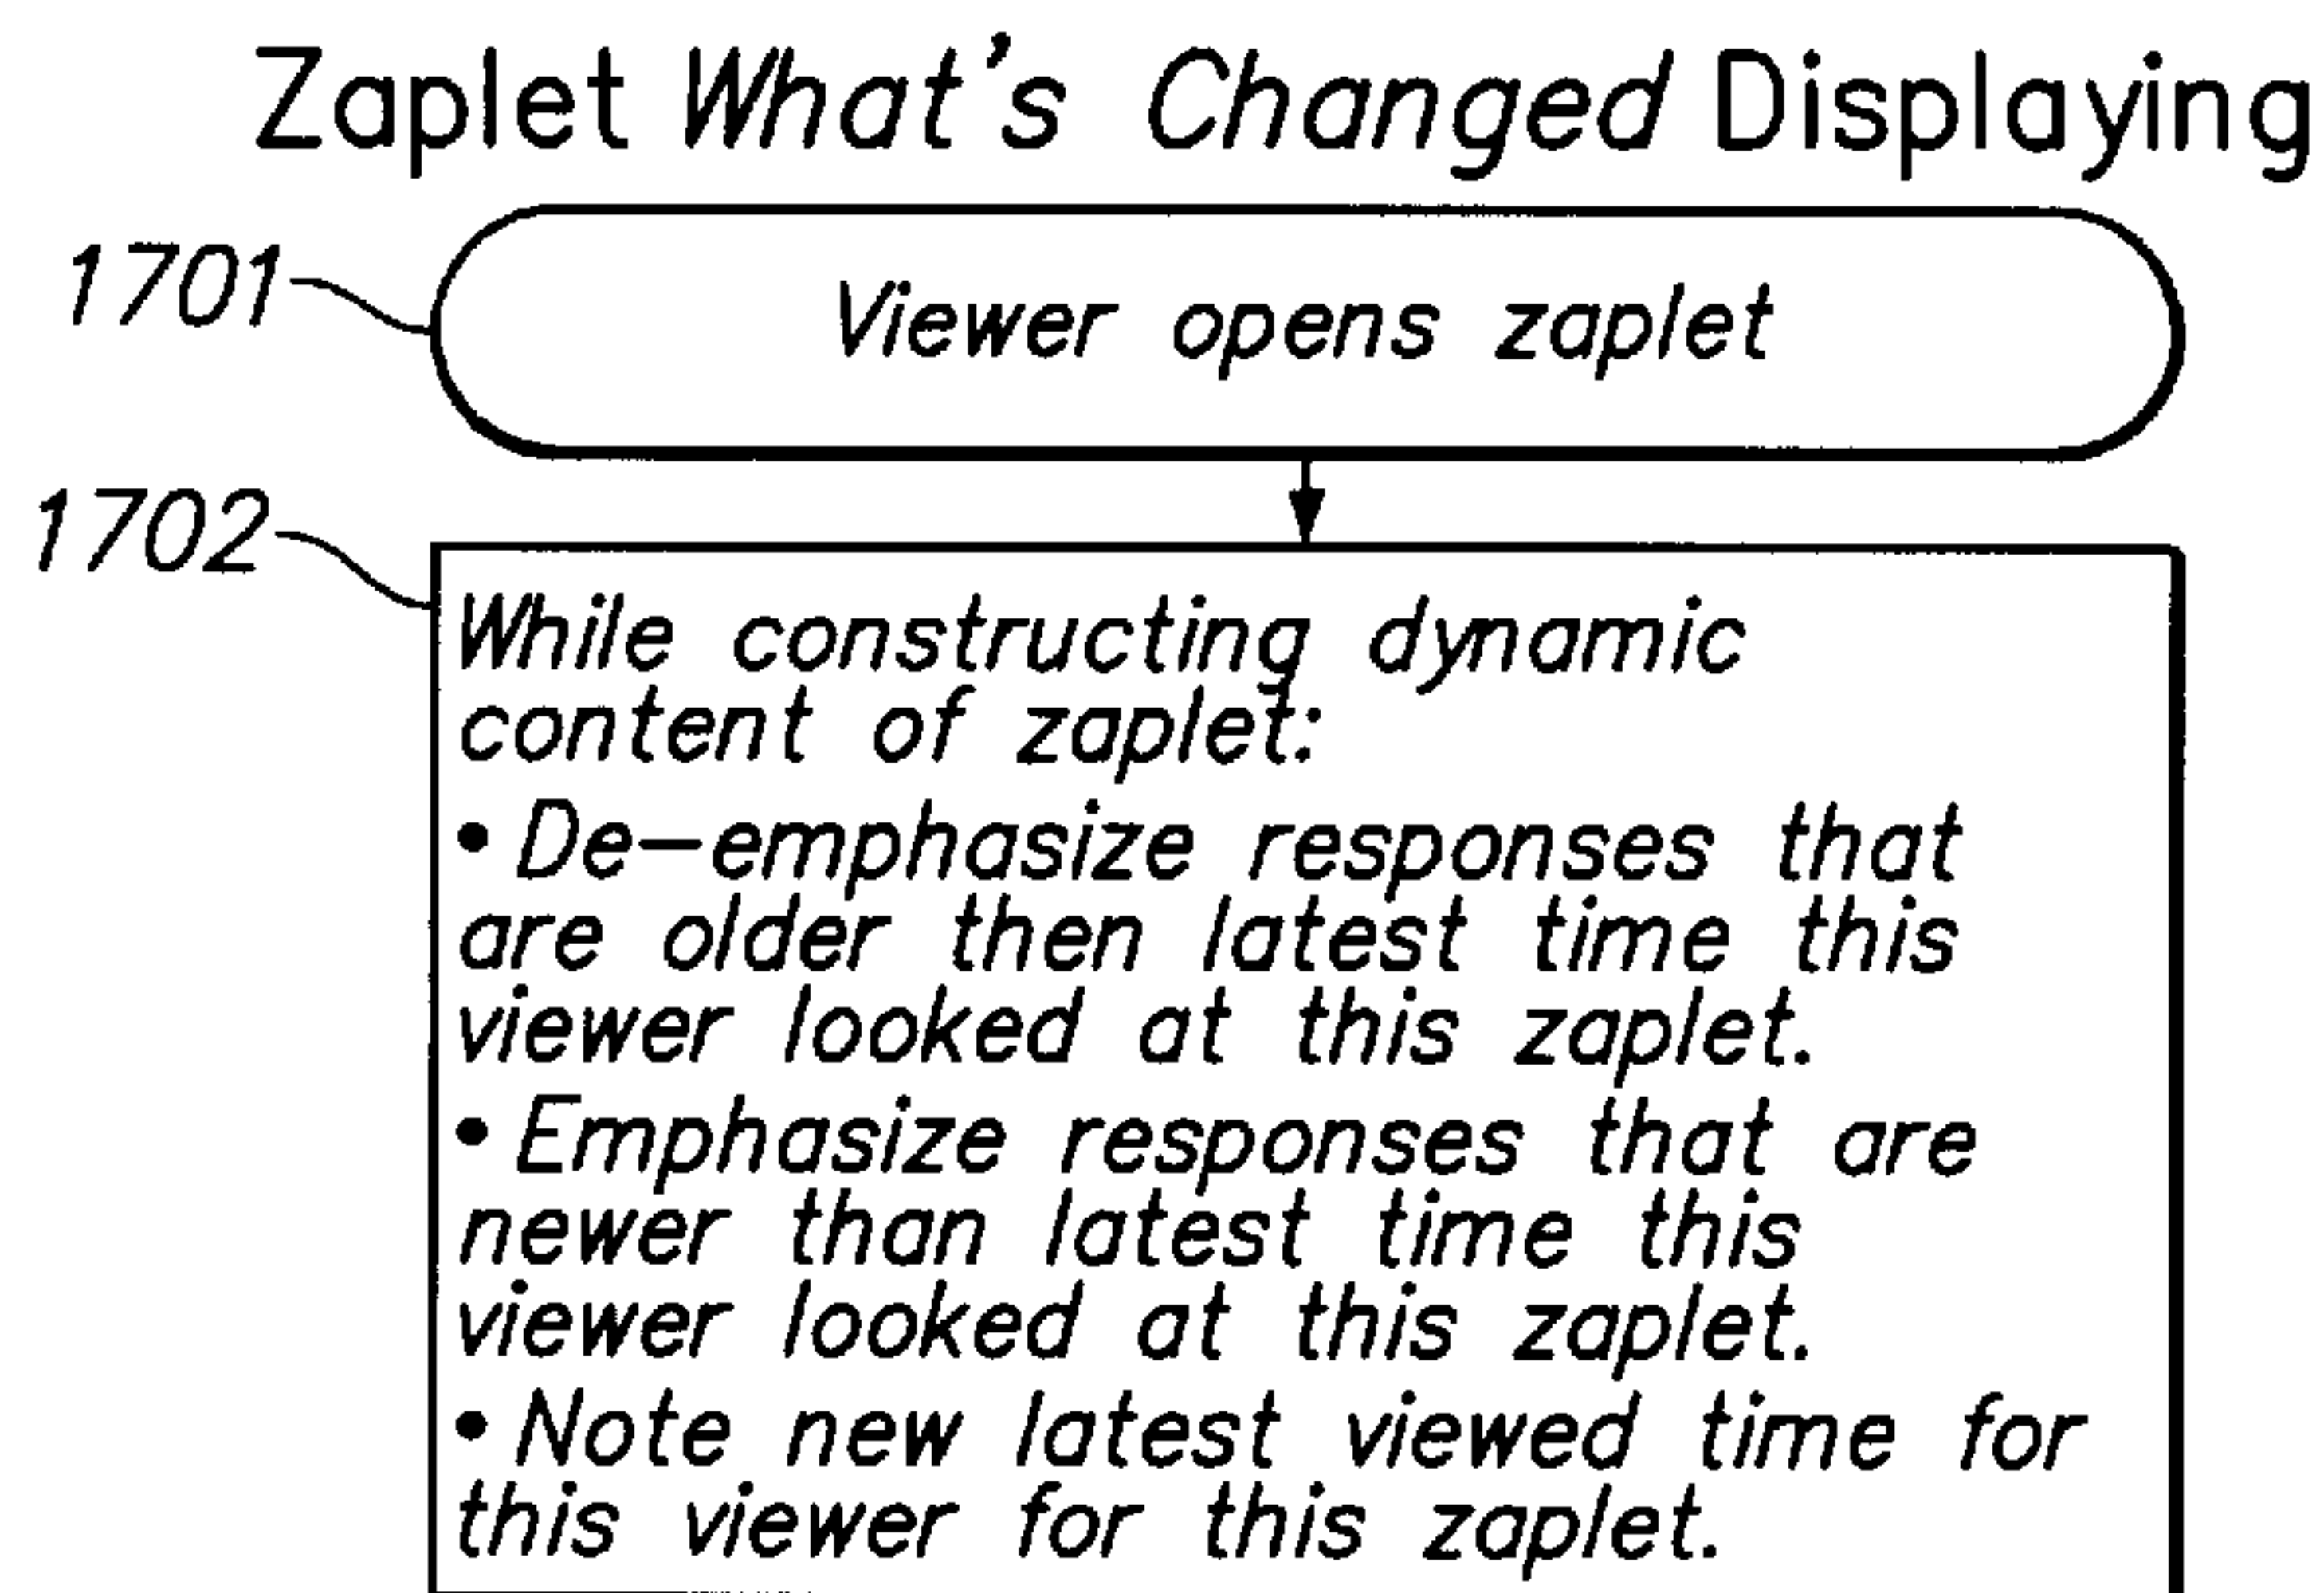 Zaplet What's Changed Displaying
1701
Viewer opens zaplet
1702
While constructing dynamic
content of zaplet:
• De-emphasize responses that
are older then latest time this
viewer looked at this zaplet.
• Emphasize responses that are
newer than latest time this
viewer looked at this zaplet.
• Note new latest viewed time for
this viewer for this zaplet.